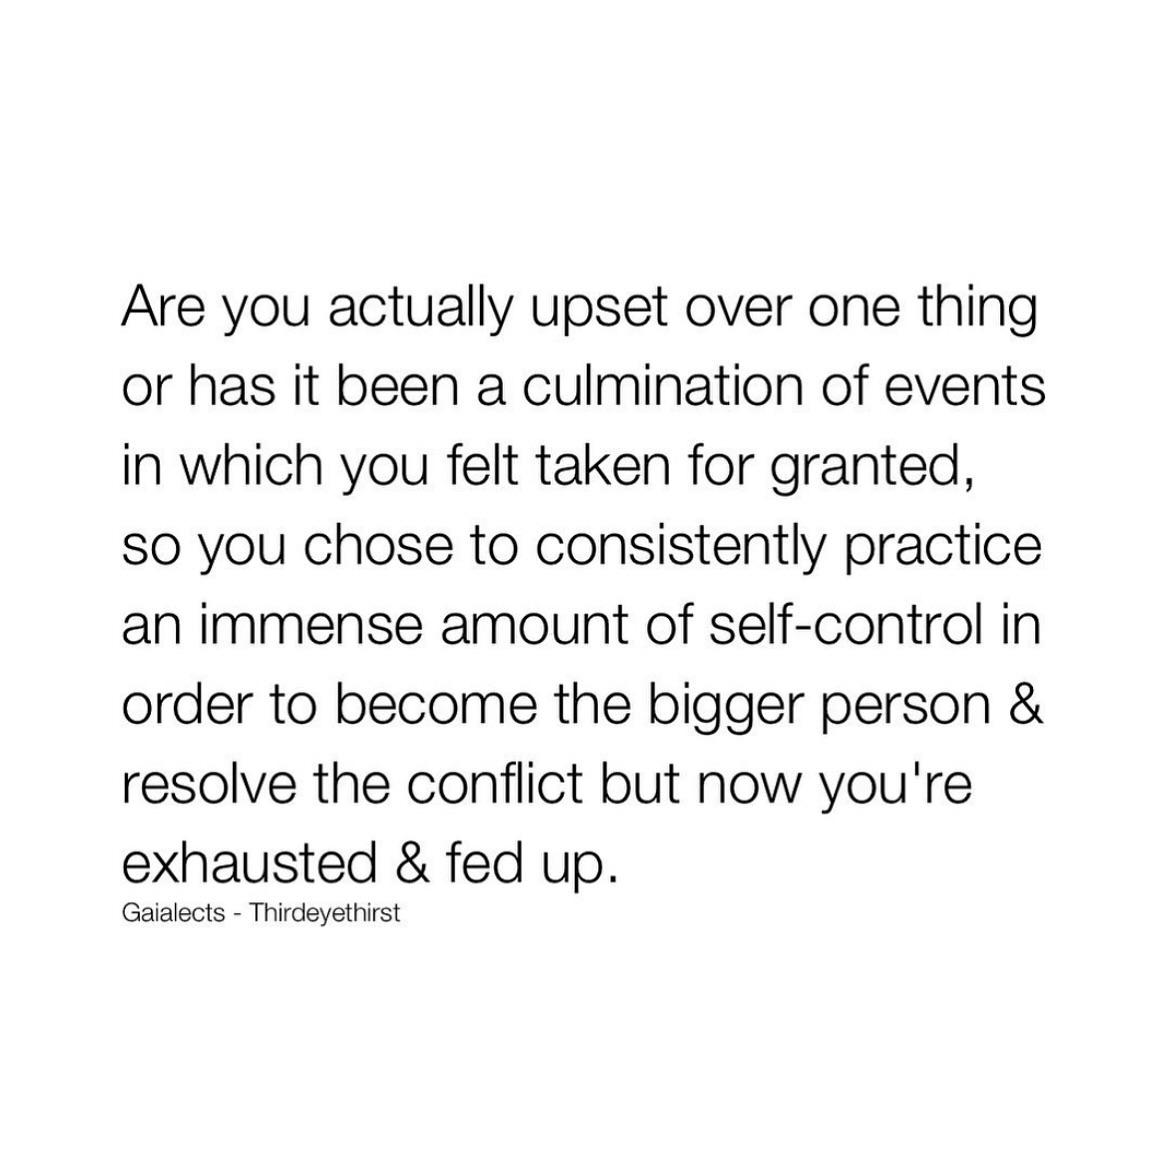 Are you actually upset over one thing
or has it been a culmination of events
in which you felt taken for granted,
so you chose to consistently practice
an immense amount of self-control in
order to become the bigger person &
resolve the conflict but now you're
exhausted & fed up.
Gaialects - Thirdeyethirst